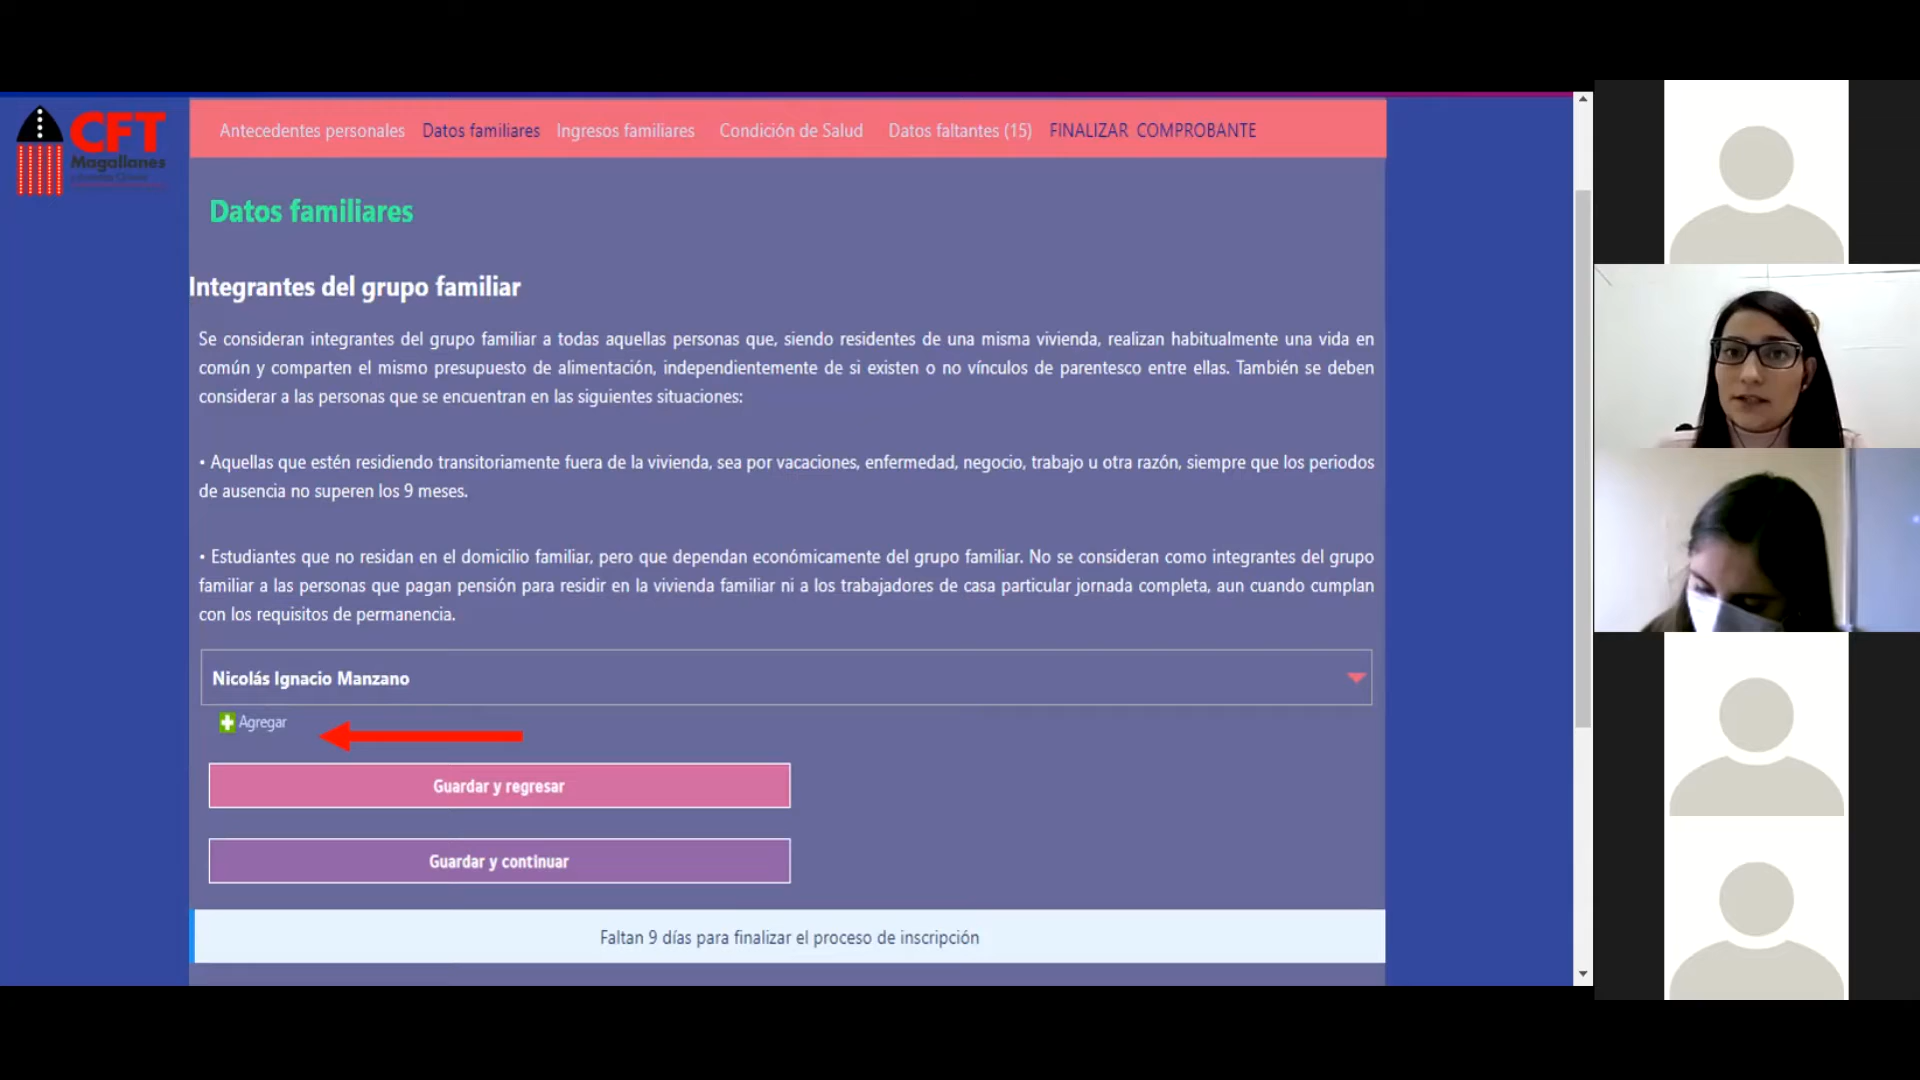 CFT
Magallanes
Antecedentes personales Datos familiares Ingresos familiares Condición de Salud Datos faltantes (15) FINALIZAR COMPROBANTE
Datos familiares
Integrantes del grupo familiar
Se consideran integrantes del grupo familiar a todas aquellas personas que, siendo residentes de una misma vivienda, realizan habitualmente una vida en
común y comparten el mismo presupuesto de alimentación, independientemente de si existen o no vínculos de parentesco entre ellas. También se deben
considerar a las personas que se encuentran en las siguientes situaciones:
• Aquellas que estén residiendo transitoriamente fuera de la vivienda, sea por vacaciones, enfermedad, negocio, trabajo u otra razón, siempre que los periodos
de ausencia no superen los 9 meses.
• Estudiantes que no residan en el domicilio familiar, pero que dependan económicamente del grupo familiar. No se consideran como integrantes del grupo
familiar a las personas que pagan pensión para residir en la vivienda familiar ni a los trabajadores de casa particular jornada completa, aun cuando cumplan
con los requisitos de permanencia.
Nicolás Ignacio Manzano
Agregar
Guardar y regresar
Guardar y continuar
Faltan 9 días para finalizar el proceso de inscripción